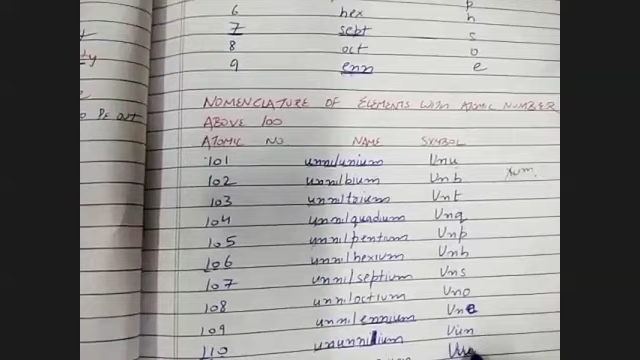 6 hex h
7 sept s
8 oct o
9 enn e
NOMENCLATURE OF ELEMENTS WITH ATOMIC NUMBER
ABOVE 100
ATOMIC NO NAME SYMBOL
101 unnilunium Unu
102 unnilbium Unb
103 unniltrium Unt
104 unnilquadium Unq
105 unnilpentium Unp
106 unnilhexium Unh
107 unnilseptium Uns
108 unniloctium Uno
109 unnilennium Une
110 ununnilium Uun